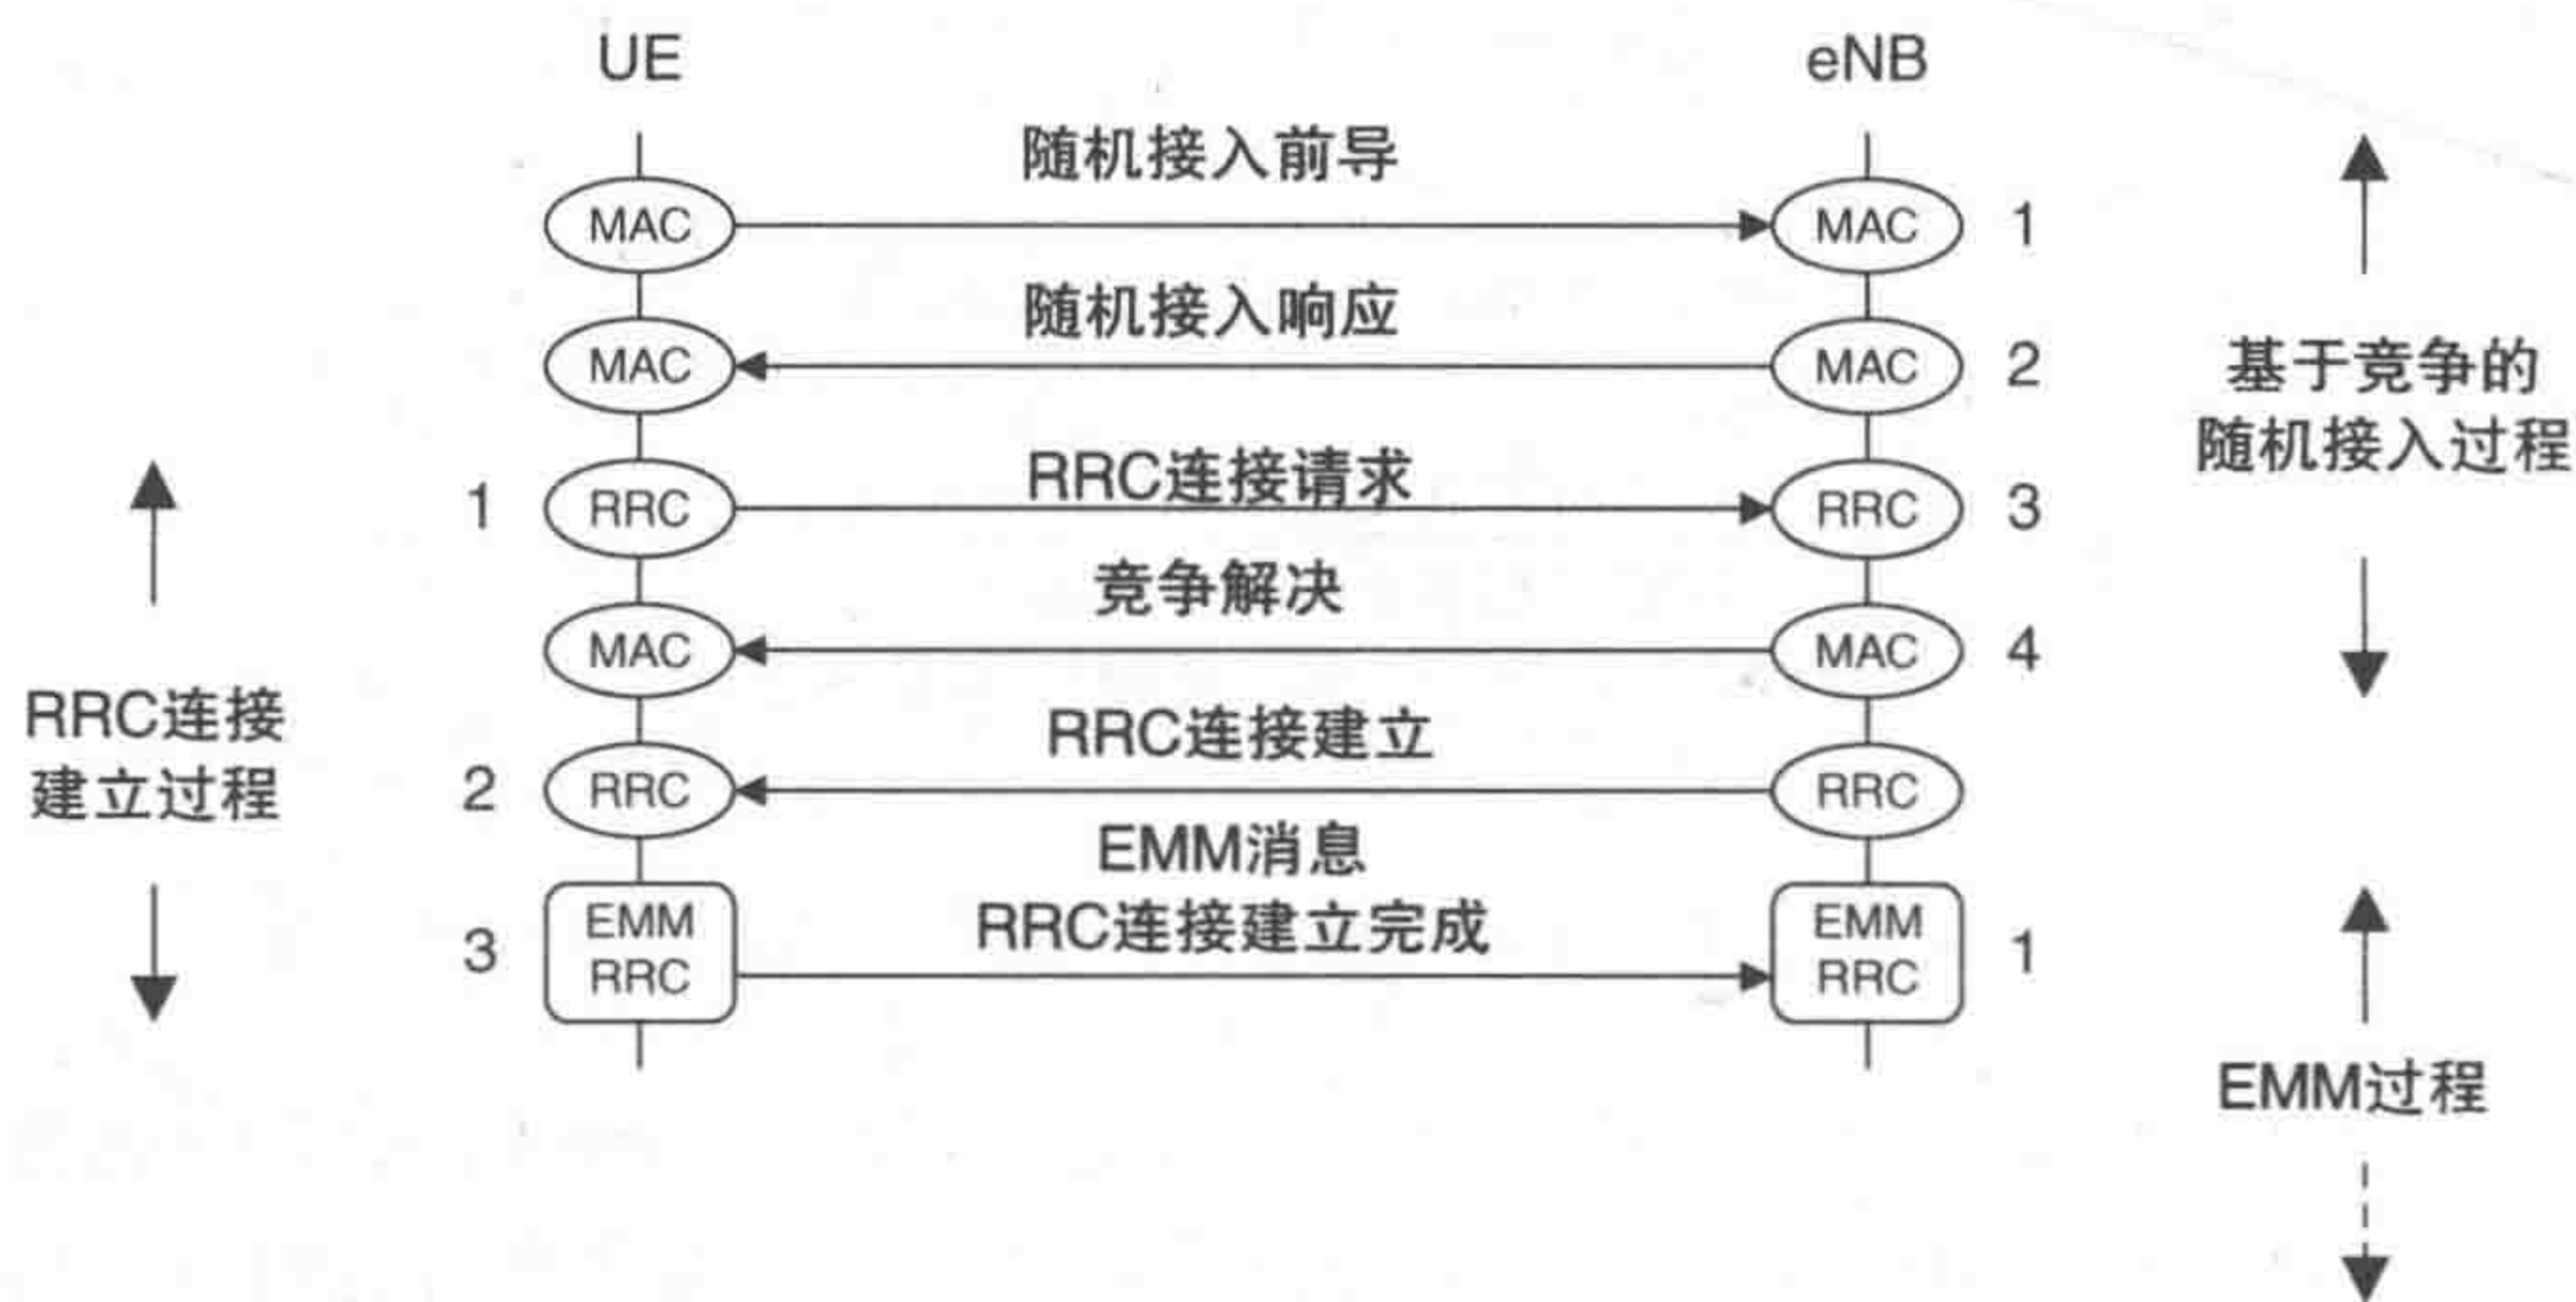 UE
eNB
随机接入前导
MAC
MAC
1
随机接入响应
MAC
MAC
2
基于竞争的
随机接入过程
RRC连接请求
1
RRC
RRC
3
竞争解决
MAC
MAC
4
RRC连接
建立过程
RRC连接建立
2
RRC
RRC
EMM消息
RRC连接建立完成
3
EMM
RRC
EMM
RRC
1
EMM过程